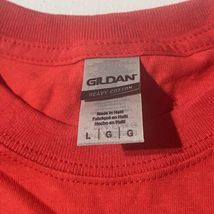 GILDAN
HEAVY COTTON
Made in Haiti
Fabriqué en Haïti
Hecho en Haití
L G G